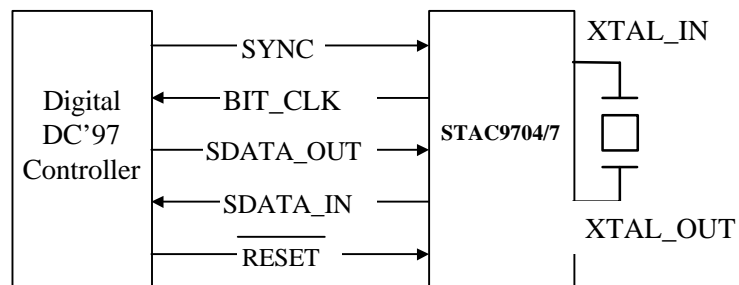 XTAL_IN
SYNC
Digital
DC’97
Controller
BIT_CLK
STAC9704/7
SDATA_OUT
SDATA_IN
XTAL_OUT
RESET